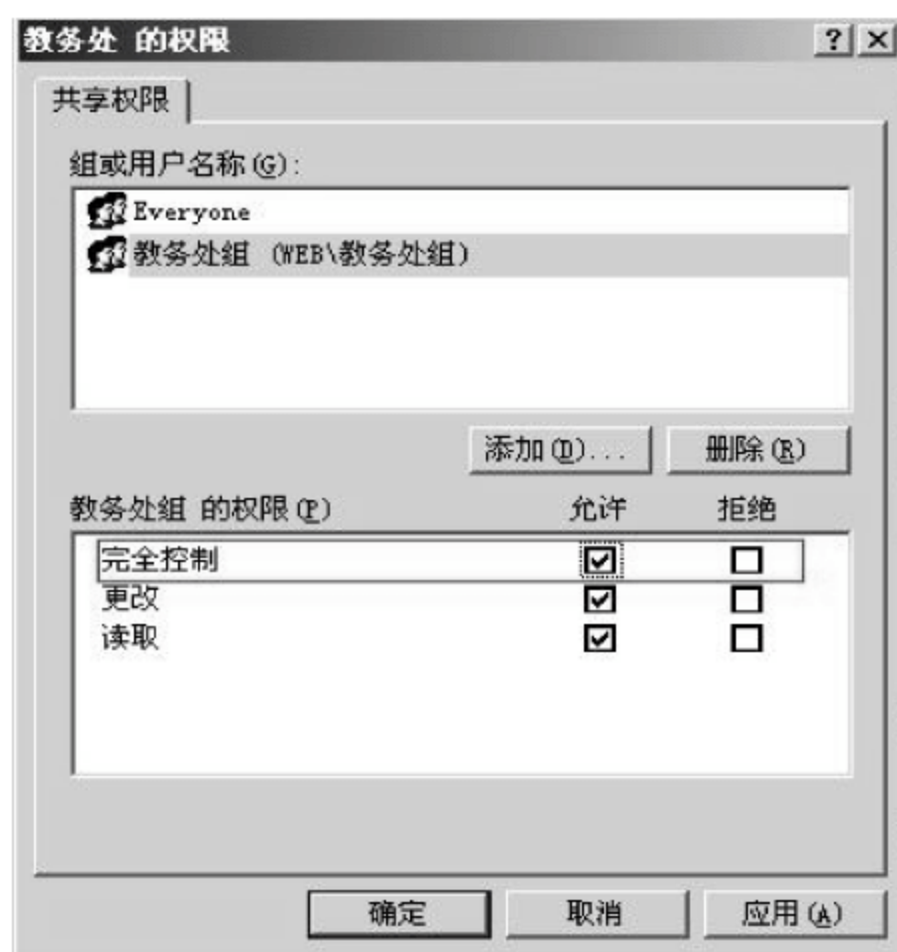 教务处 的权限
共享权限
组或用户名称(G):
Everyone
教务处组 (WEB\教务处组)
添加(D)... 册除(R)
教务处组 的权限(P) 允许 拒绝
完全控制
更改
读取
确定 取消 应用(A)